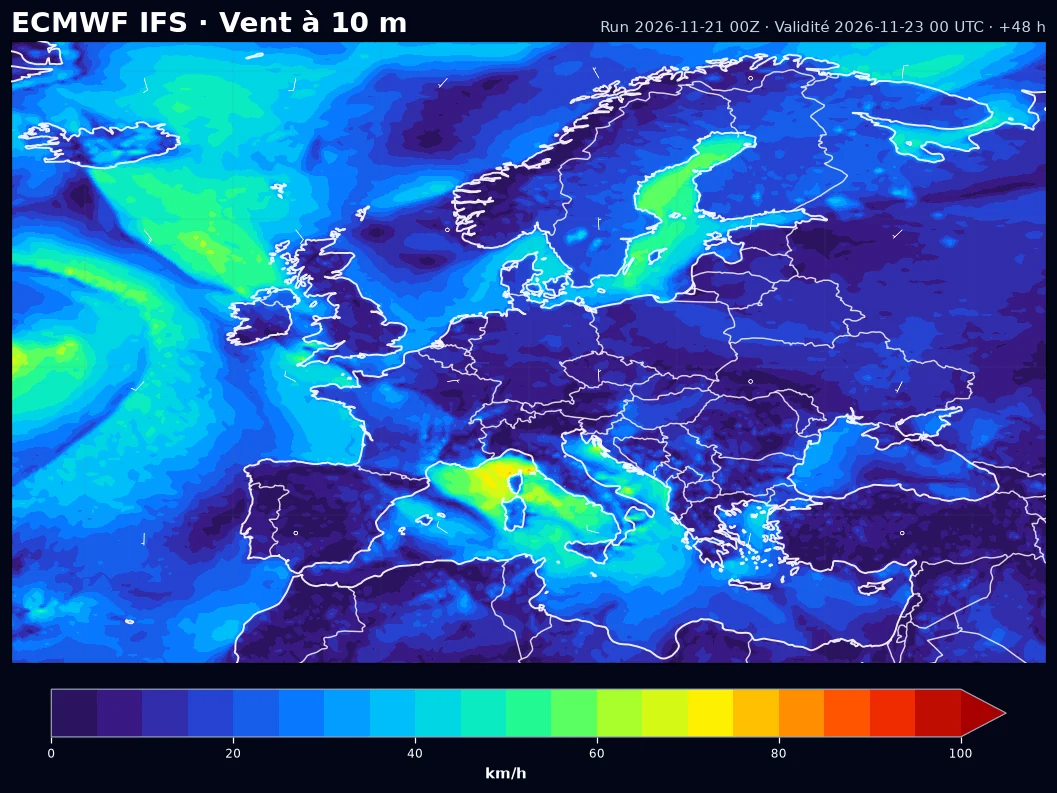 ECMWF IFS · Vent à 10 m
Run 2026-11-21 00Z · Validité 2026-11-23 00 UTC · +48 h
0 20 40 60 80 100
km/h